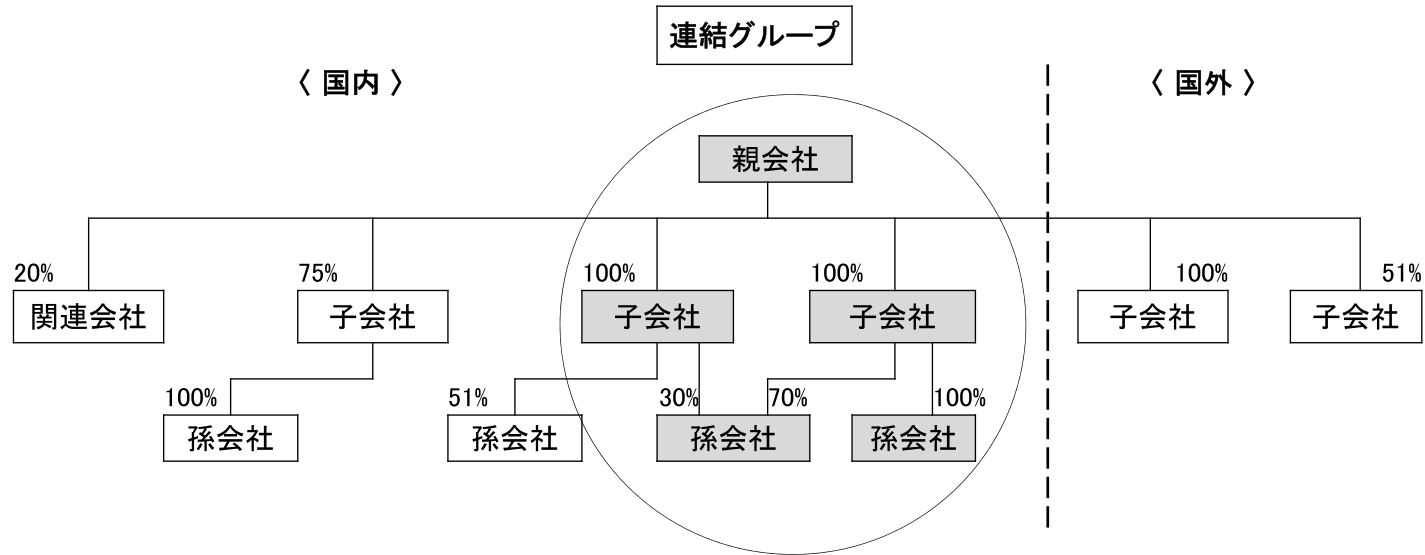 連結グループ
〈 国内 〉
〈 国外 〉
親会社
20%
75%
100%
100%
100%
51%
関連会社
子会社
子会社
子会社
子会社
子会社
100%
51%
30%
70%
100%
孫会社
孫会社
孫会社
孫会社